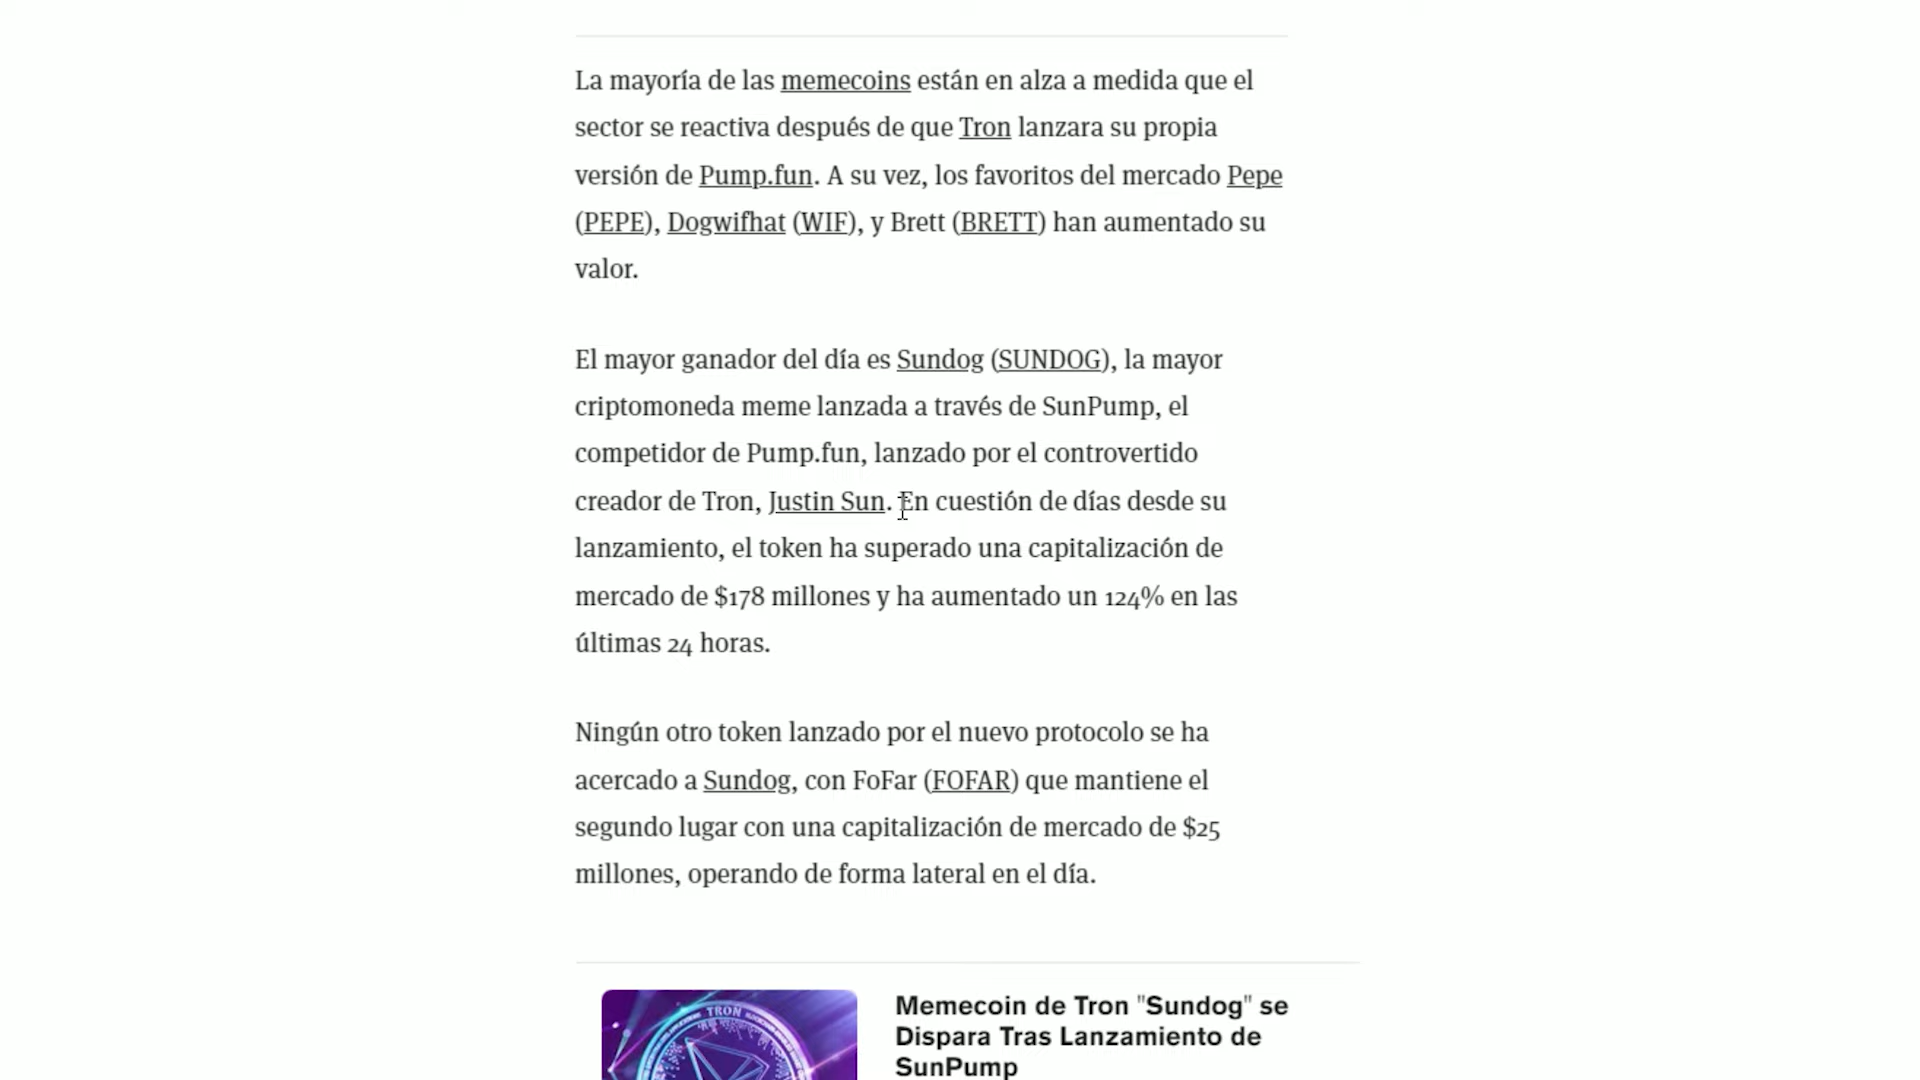 La mayoría de las memecoins están en alza a medida que el
sector se reactiva después de que Tron lanzara su propia
versión de Pump.fun. A su vez, los favoritos del mercado Pepe
(PEPE), Dogwifhat (WIF), y Brett (BRETT) han aumentado su
valor.
El mayor ganador del día es Sundog (SUNDOG), la mayor
criptomoneda meme lanzada a través de SunPump, el
competidor de Pump.fun, lanzado por el controvertido
creador de Tron, Justin Sun. En cuestión de días desde su
lanzamiento, el token ha superado una capitalización de
mercado de $178 millones y ha aumentado un 124% en las
últimas 24 horas.
Ningún otro token lanzado por el nuevo protocolo se ha
acercado a Sundog, con FoFar (FOFAR) que mantiene el
segundo lugar con una capitalización de mercado de $25
millones, operando de forma lateral en el día.
TRON
Memecoin de Tron "Sundog" se
Dispara Tras Lanzamiento de
SunPump